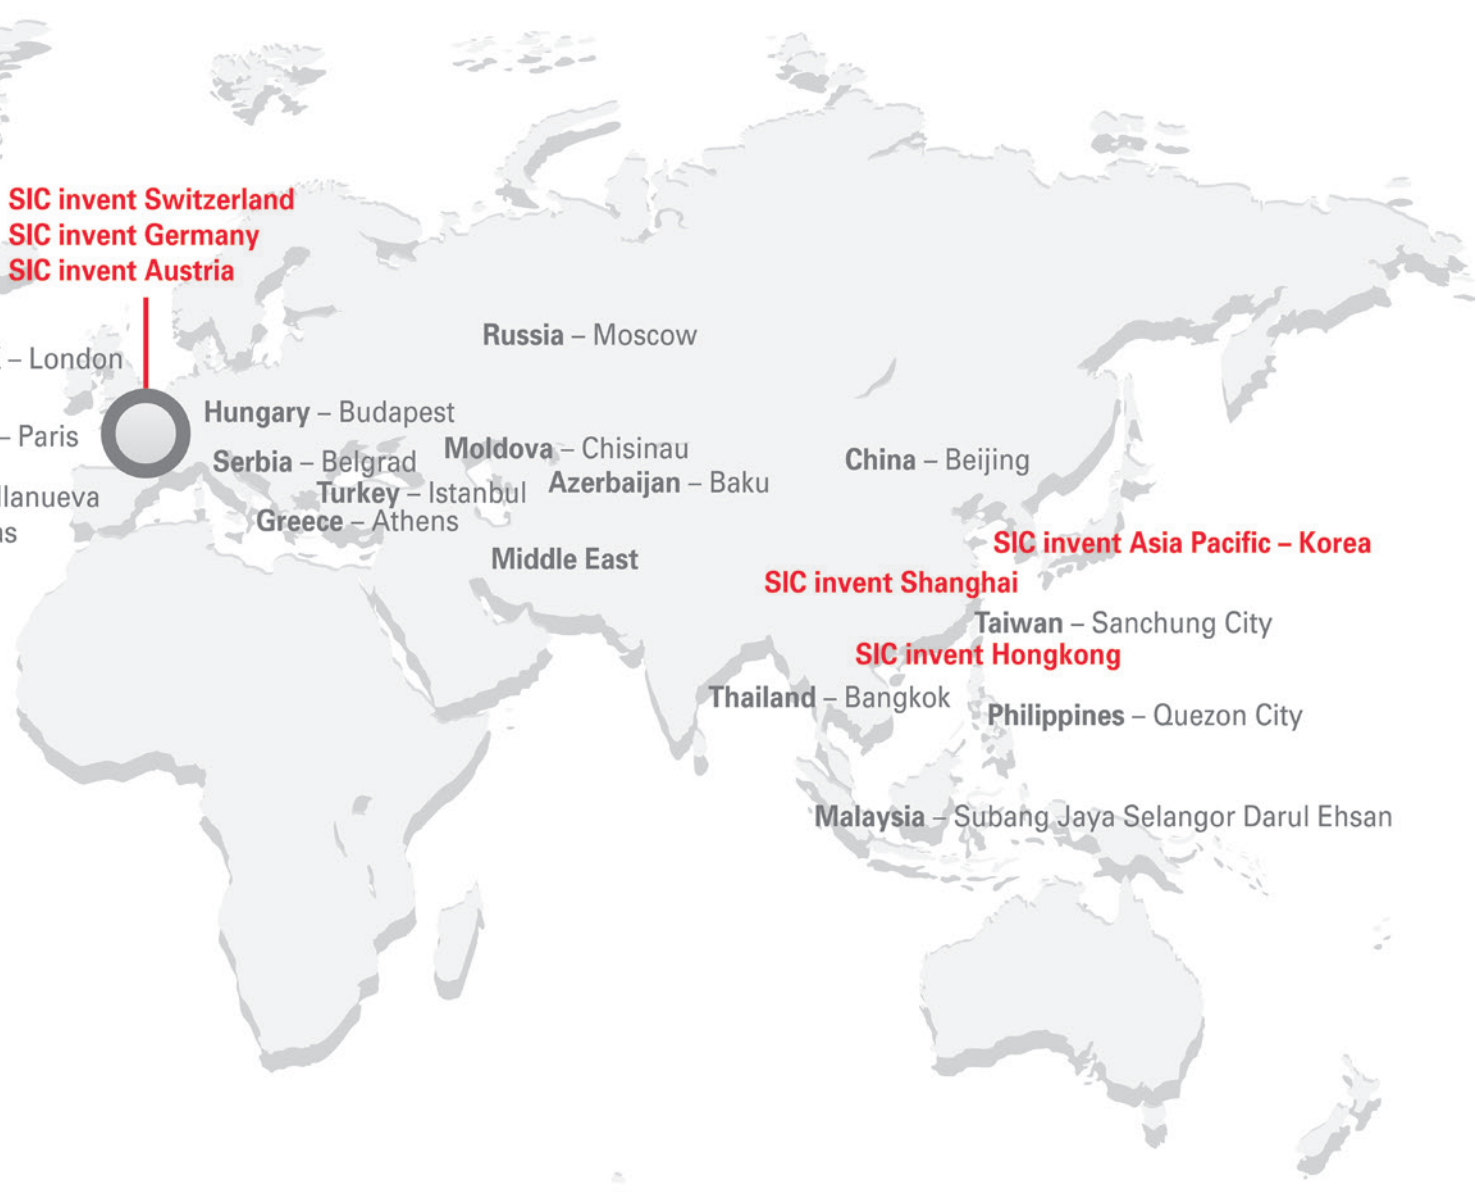 SIC invent Switzerland
SIC invent Germany
SIC invent Austria
Russia – Moscow
– London
Hungary – Budapest
– Paris
Moldova – Chisinau
Serbia – Belgrad
China – Beijing
Azerbaijan – Baku
Turkey – Istanbul
llanueva
Greece – Athens
as
SIC invent Asia Pacific – Korea
Middle East
SIC invent Shanghai
Taiwan – Sanchung City
SIC invent Hongkong
Thailand – Bangkok
Philippines – Quezon City
Malaysia – Subang Jaya Selangor Darul Ehsan